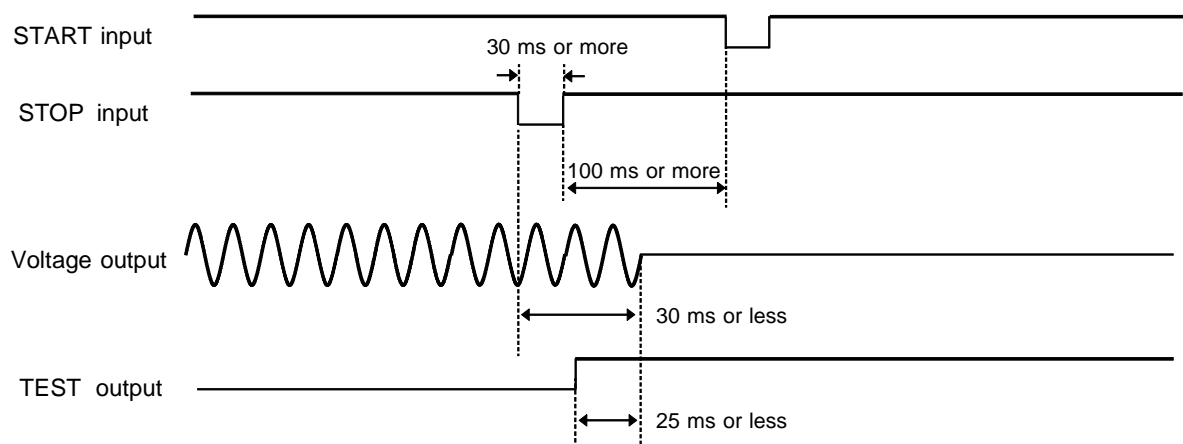 START input
30 ms or more
STOP input
100 ms or more
Voltage output
30 ms or less
TEST output
25 ms or less